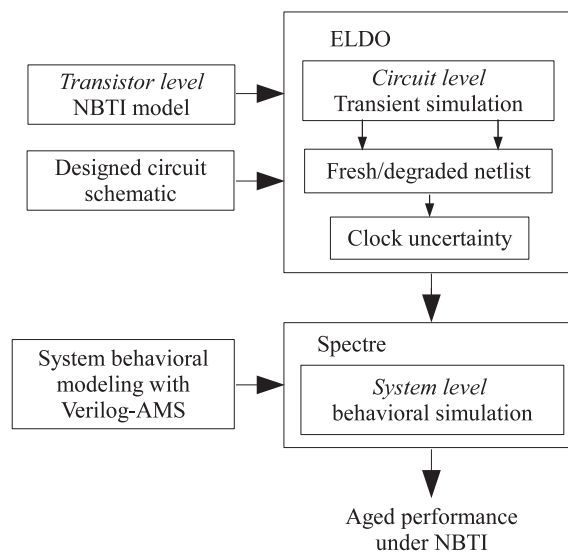 ELDO
Transistor level
NBTI model
Circuit level
Transient simulation
Designed circuit
schematic
Fresh/degraded netlist
Clock uncertainty
Spectre
System behavioral
modeling with
Verilog-AMS
System level
behavioral simulation
Aged performance
under NBTI